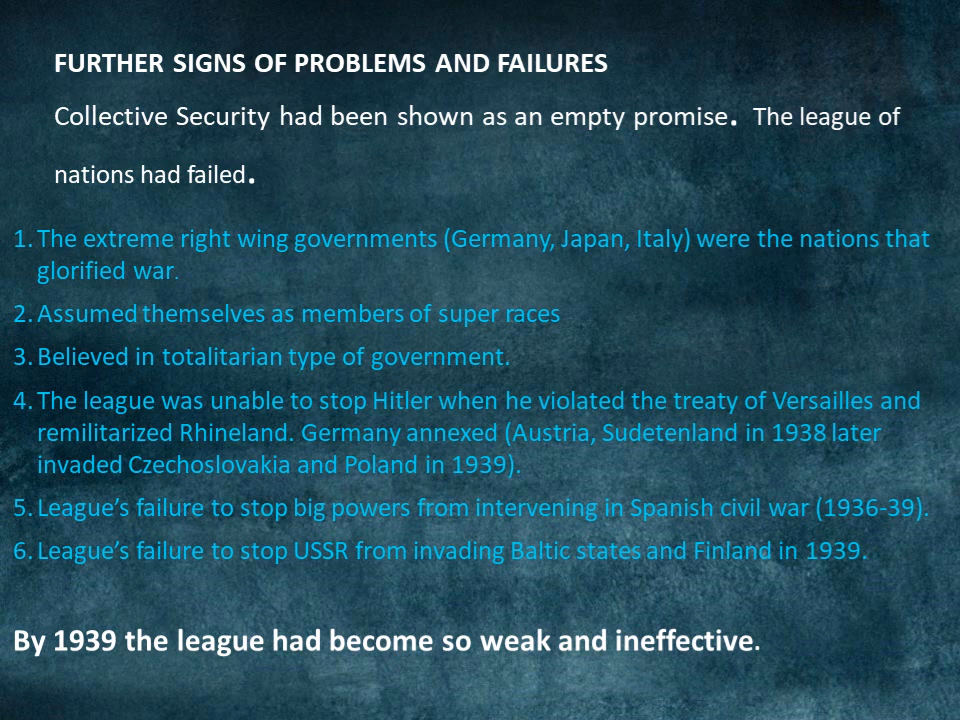 FURTHER SIGNS OF PROBLEMS AND FAILURES
Collective Security had been shown as an empty promise. The league of
nations had failed.
1. The extreme right wing governments (Germany, Japan, Italy) were the nations that
glorified war.
2. Assumed themselves as members of super races
3. Believed in totalitarian type of government.
4. The league was unable to stop Hitler when he violated the treaty of Versailles and
remilitarized Rhineland. Germany annexed (Austria, Sudetenland in 1938 later
invaded Czechoslovakia and Poland in 1939).
5. League’s failure to stop big powers from intervening in Spanish civil war (1936-39).
6. League’s failure to stop USSR from invading Baltic states and Finland in 1939.
By 1939 the league had become so weak and ineffective.